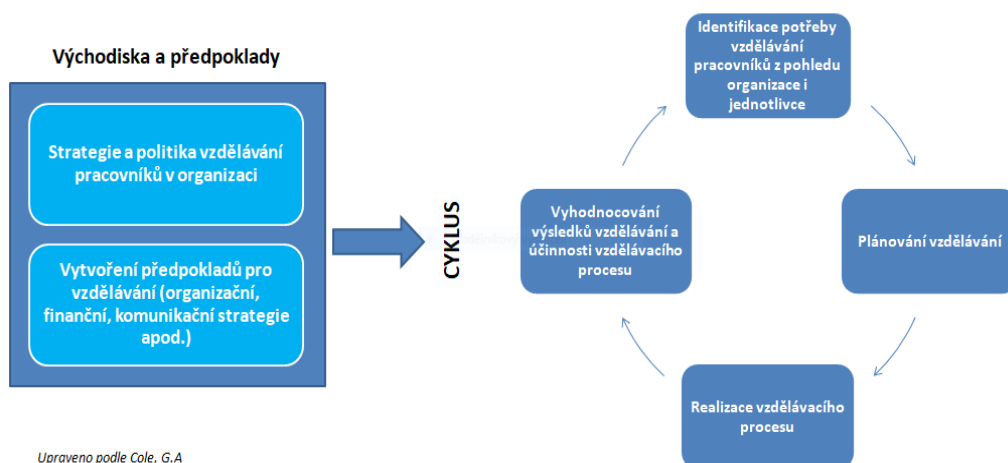 Východiska a předpoklady
Strategie a politika vzdělávání
pracovníků v organizaci
Vytvoření předpokladů pro
vzdělávání (organizační,
finanční, komunikační strategie
apod.)
CYKLUS
Identifikace potřeby
vzdělávání
pracovníků z pohledu
organizace i
jednotlivce
Plánování vzdělávání
Realizace vzdělávacího
procesu
Vyhodnocování
výsledků vzdělávání a
účinnosti vzdělávacího
procesu
Upraveno podle Cole, G.A